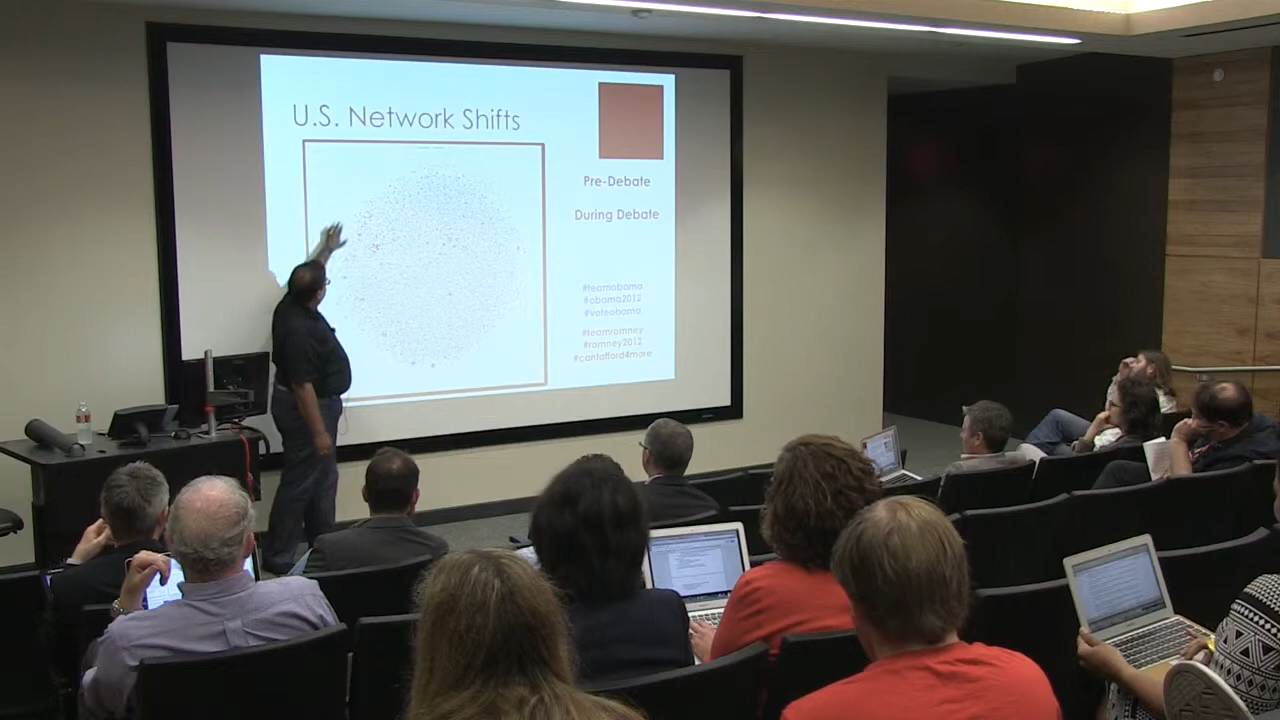 U.S. Network Shifts
Pre-Debate
During Debate
#teamobama
#obama2012
#voteobama
#teamromney
#romney2012
#cantafford4more